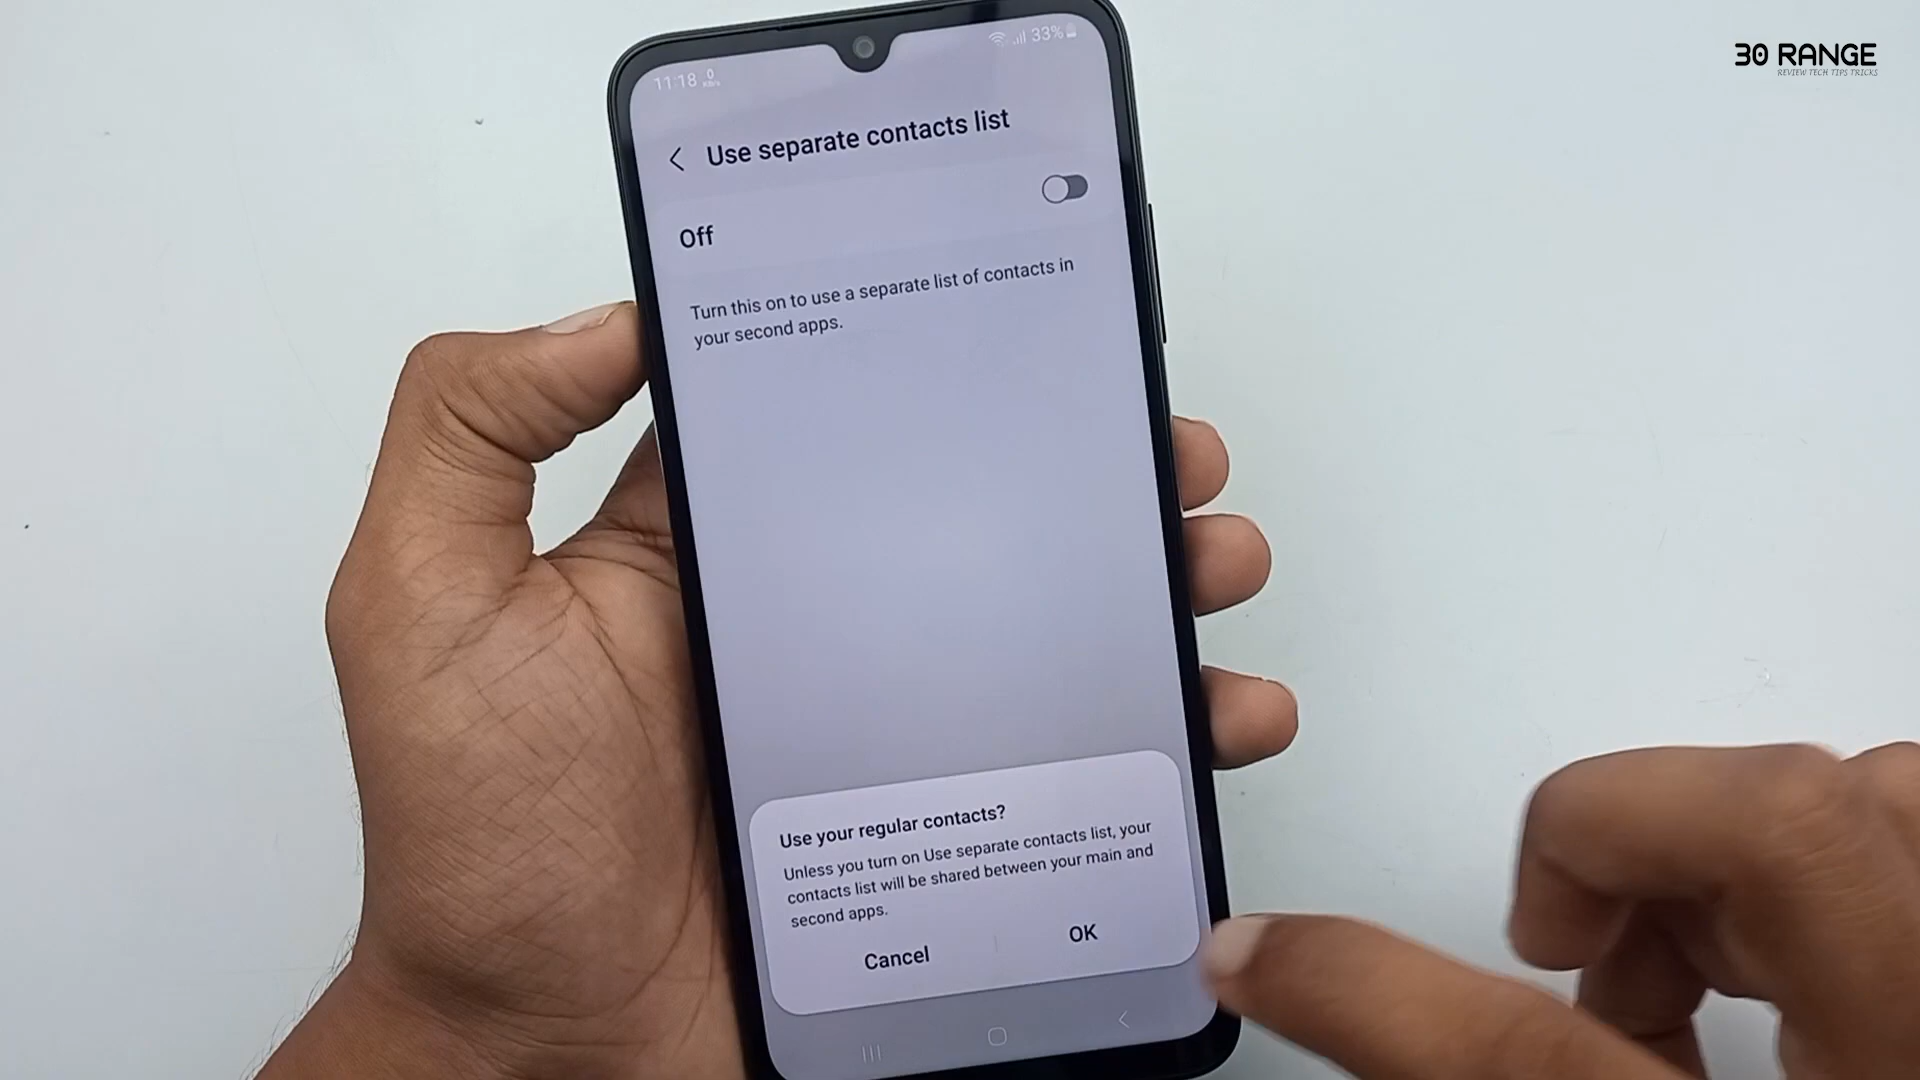 30 RANGE
REVIEW TECH TIPS TRICKS
11:18 0 KB/s 33%
Use separate contacts list
Off
Turn this on to use a separate list of contacts in
your second apps.
Use your regular contacts?
Unless you turn on Use separate contacts list, your
contacts list will be shared between your main and
second apps.
Cancel OK